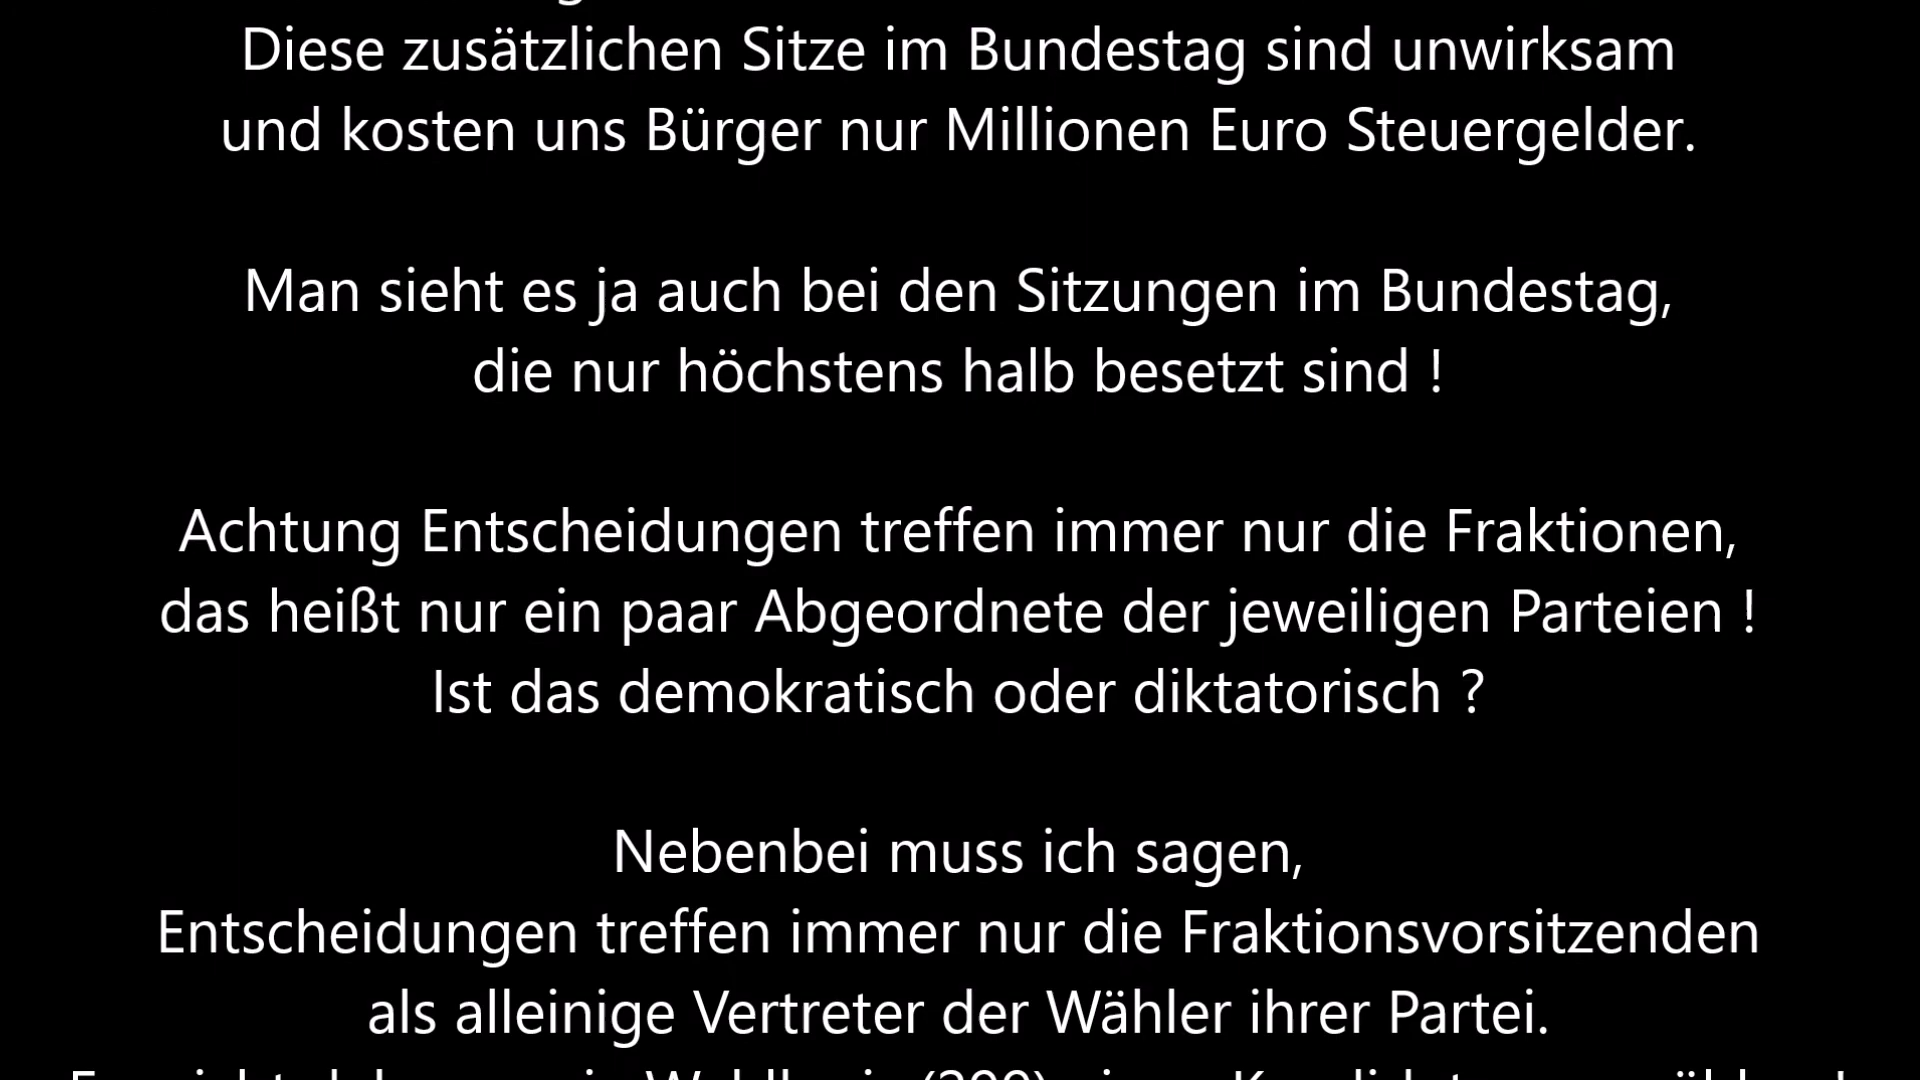 Diese zusätzlichen Sitze im Bundestag sind unwirksam
und kosten uns Bürger nur Millionen Euro Steuergelder.
Man sieht es ja auch bei den Sitzungen im Bundestag,
die nur höchstens halb besetzt sind !
Achtung Entscheidungen treffen immer nur die Fraktionen,
das heißt nur ein paar Abgeordnete der jeweiligen Parteien !
Ist das demokratisch oder diktatorisch ?
Nebenbei muss ich sagen,
Entscheidungen treffen immer nur die Fraktionsvorsitzenden
als alleinige Vertreter der Wähler ihrer Partei.